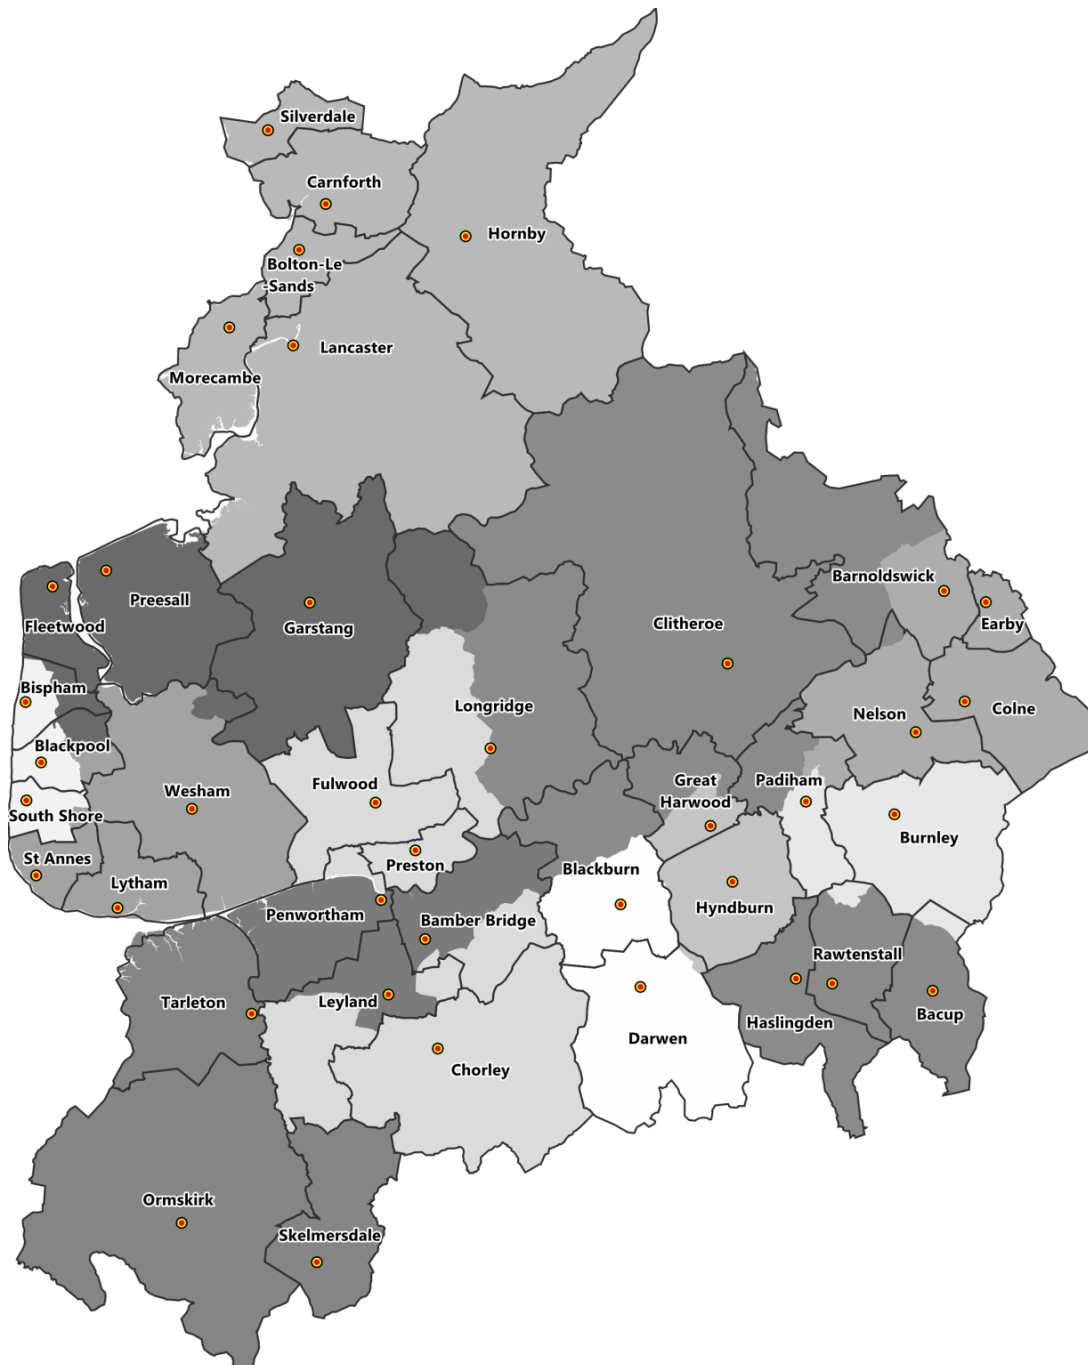 Silverdale
Carnforth
Hornby
Bolton-Le
-Sands
Lancaster
Morecambe
Barnoldswick
Preesall
Fleetwood
Garstang
Clitheroe
Earby
Bispham
Longridge
Nelson
Colne
Blackpool
Fulwood
Great
Harwood
Padiham
Wesham
South Shore
Burnley
St Annes
Preston
Blackburn
Lytham
Penwortham
Bamber Bridge
Hyndburn
Rawtenstall
Tarleton
Leyland
Haslingden
Bacup
Darwen
Chorley
Ormskirk
Skelmersdale